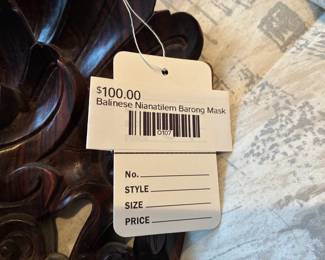 $100.00
Balinese Nianatilem Barong Mask
0107
No.
STYLE
SIZE
PRICE